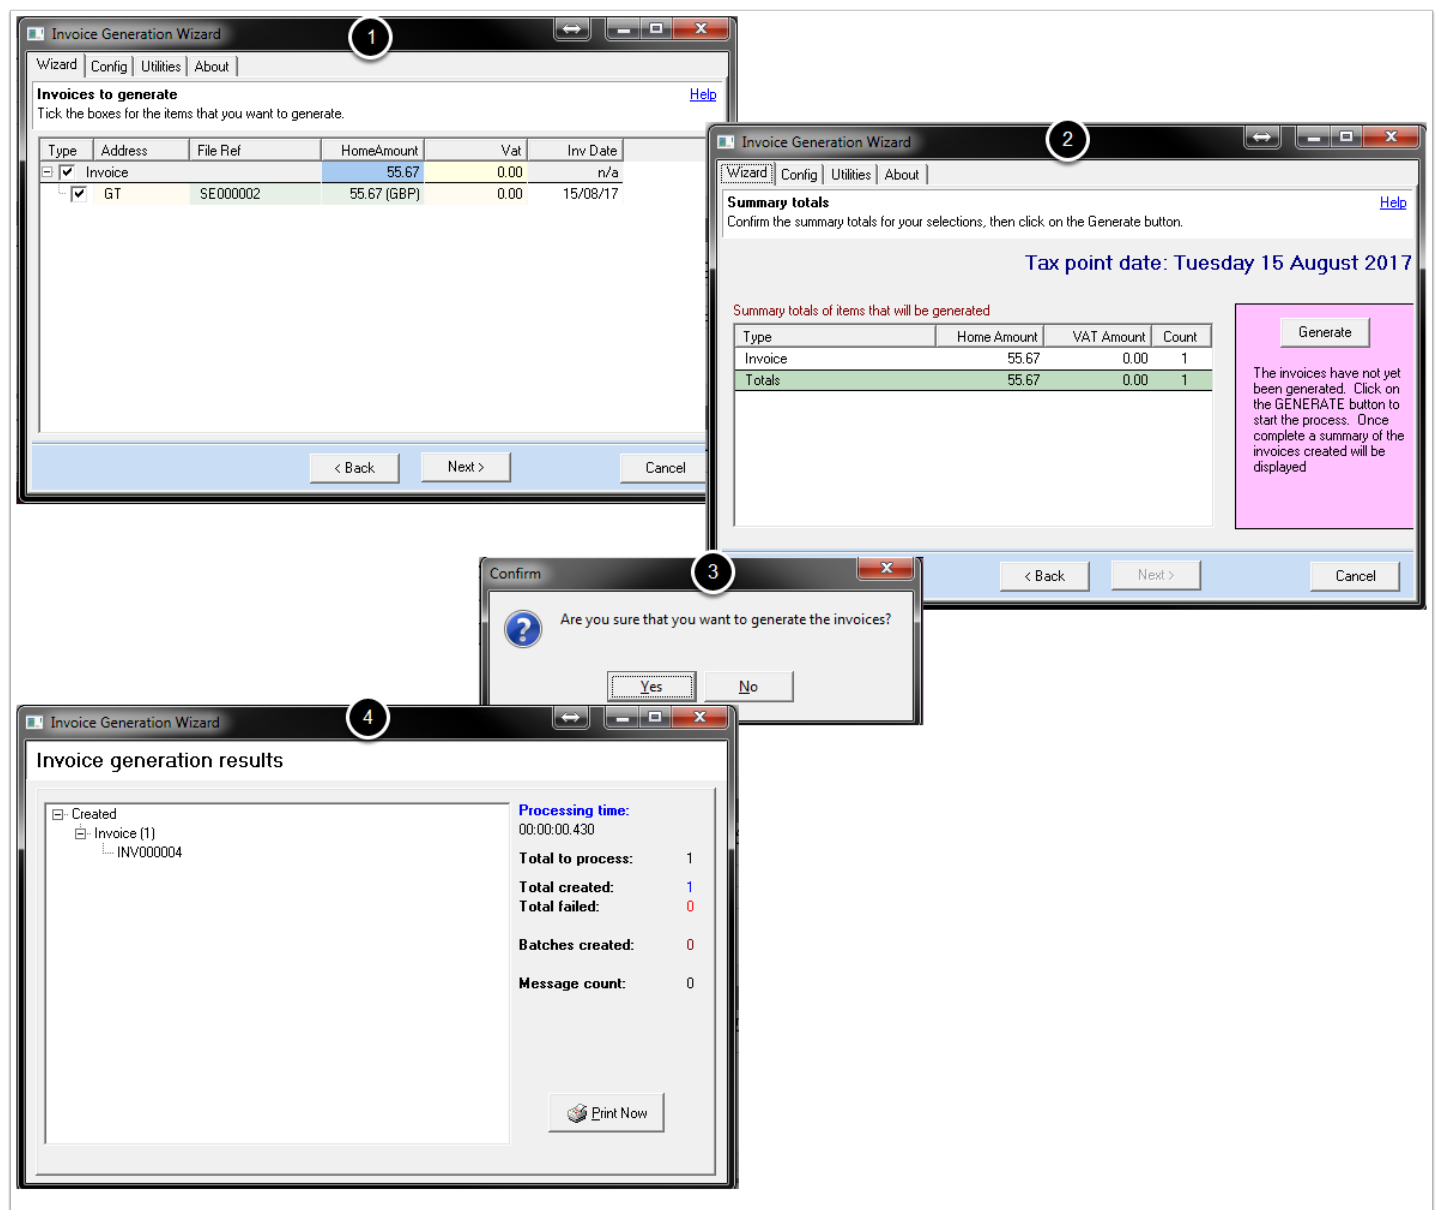 Invoice Generation Wizard
1
Wizard Config Utilities About
Invoices to generate
Help
Tick the boxes for the items that you want to generate.
Type Address File Ref HomeAmount Vat Inv Date
Invoice 55.67 0.00 n/a
GT SE000002 55.67 (GBP) 0.00 15/08/17
< Back Next > Cancel
Invoice Generation Wizard
2
Wizard Config Utilities About
Summary totals
Help
Confirm the summary totals for your selections, then click on the Generate button.
Tax point date: Tuesday 15 August 2017
Summary totals of items that will be generated
Type Home Amount VAT Amount Count
Invoice 55.67 0.00 1
Totals 55.67 0.00 1
Generate
The invoices have not yet
been generated. Click on
the GENERATE button to
start the process. Once
complete a summary of the
invoices created will be
displayed
< Back Next > Cancel
Confirm
3
Are you sure that you want to generate the invoices?
Yes No
Invoice Generation Wizard
4
Invoice generation results
Created
Invoice (1)
INV000004
Processing time:
00:00:00.430
Total to process: 1
Total created: 1
Total failed: 0
Batches created: 0
Message count: 0
Print Now